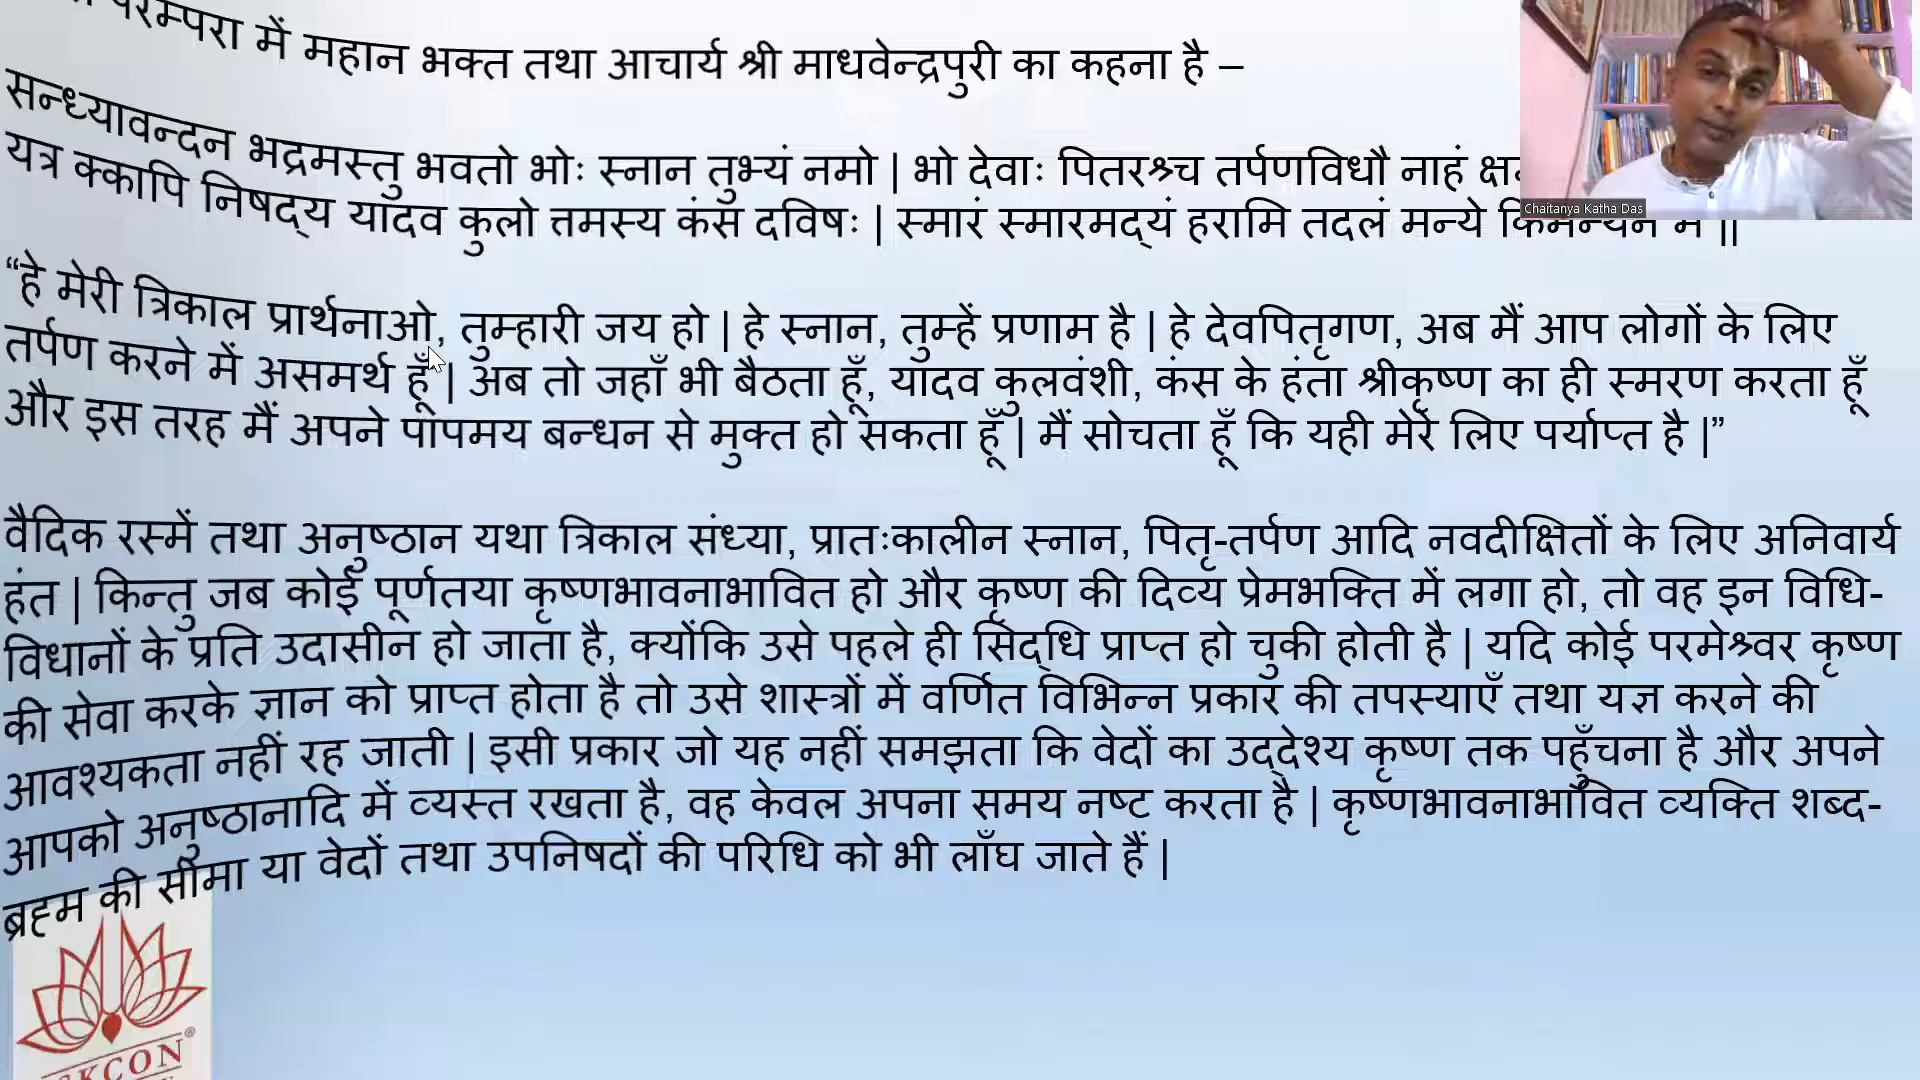 परम्परा में महान भक्त तथा आचार्य श्री माधवेन्द्रपुरी का कहना है –
सन्ध्यावन्दन भद्रमस्तु भवतो भोः स्नान तुभ्यं नमो | भो देवाः पितरश्र्च तर्पणविधौ नाहं
यत्र क्कापि निषद्य यादव कुलो त्तमस्य कंस दविषः | स्मारं स्मारमद्यं हरामि तदलं मन्ये किमन्येन मे ||
“हे मेरी त्रिकाल प्रार्थनाओ, तुम्हारी जय हो | हे स्नान, तुम्हें प्रणाम है | हे देवपितृगण, अब मैं आप लोगों के लिए
तर्पण करने में असमर्थ हूँ | अब तो जहाँ भी बैठता हूँ, यादव कुलवंशी, कंस के हंता श्रीकृष्ण का ही स्मरण करता हूँ
और इस तरह मैं अपने पापमय बन्धन से मुक्त हो सकता हूँ | मैं सोचता हूँ कि यही मेरे लिए पर्याप्त है |”
वैदिक रस्में तथा अनुष्ठान यथा त्रिकाल संध्या, प्रातःकालीन स्नान, पितृ-तर्पण आदि नवदीक्षितों के लिए अनिवार्य
हंत | किन्तु जब कोई पूर्णतया कृष्णभावनाभावित हो और कृष्ण की दिव्य प्रेमभक्ति में लगा हो, तो वह इन विधि-
विधानों के प्रति उदासीन हो जाता है, क्योंकि उसे पहले ही सिद्धि प्राप्त हो चुकी होती है | यदि कोई परमेश्र्वर कृष्ण
की सेवा करके ज्ञान को प्राप्त होता है तो उसे शास्त्रों में वर्णित विभिन्न प्रकार की तपस्याएँ तथा यज्ञ करने की
आवश्यकता नहीं रह जाती | इसी प्रकार जो यह नहीं समझता कि वेदों का उद्देश्य कृष्ण तक पहुँचना है और अपने
आपको अनुष्ठानादि में व्यस्त रखता है, वह केवल अपना समय नष्ट करता है | कृष्णभावनाभावित व्यक्ति शब्द-
ब्रह्म की सीमा या वेदों तथा उपनिषदों की परिधि को भी लाँघ जाते हैं |
Chaitanya Katha Das
SKCON®